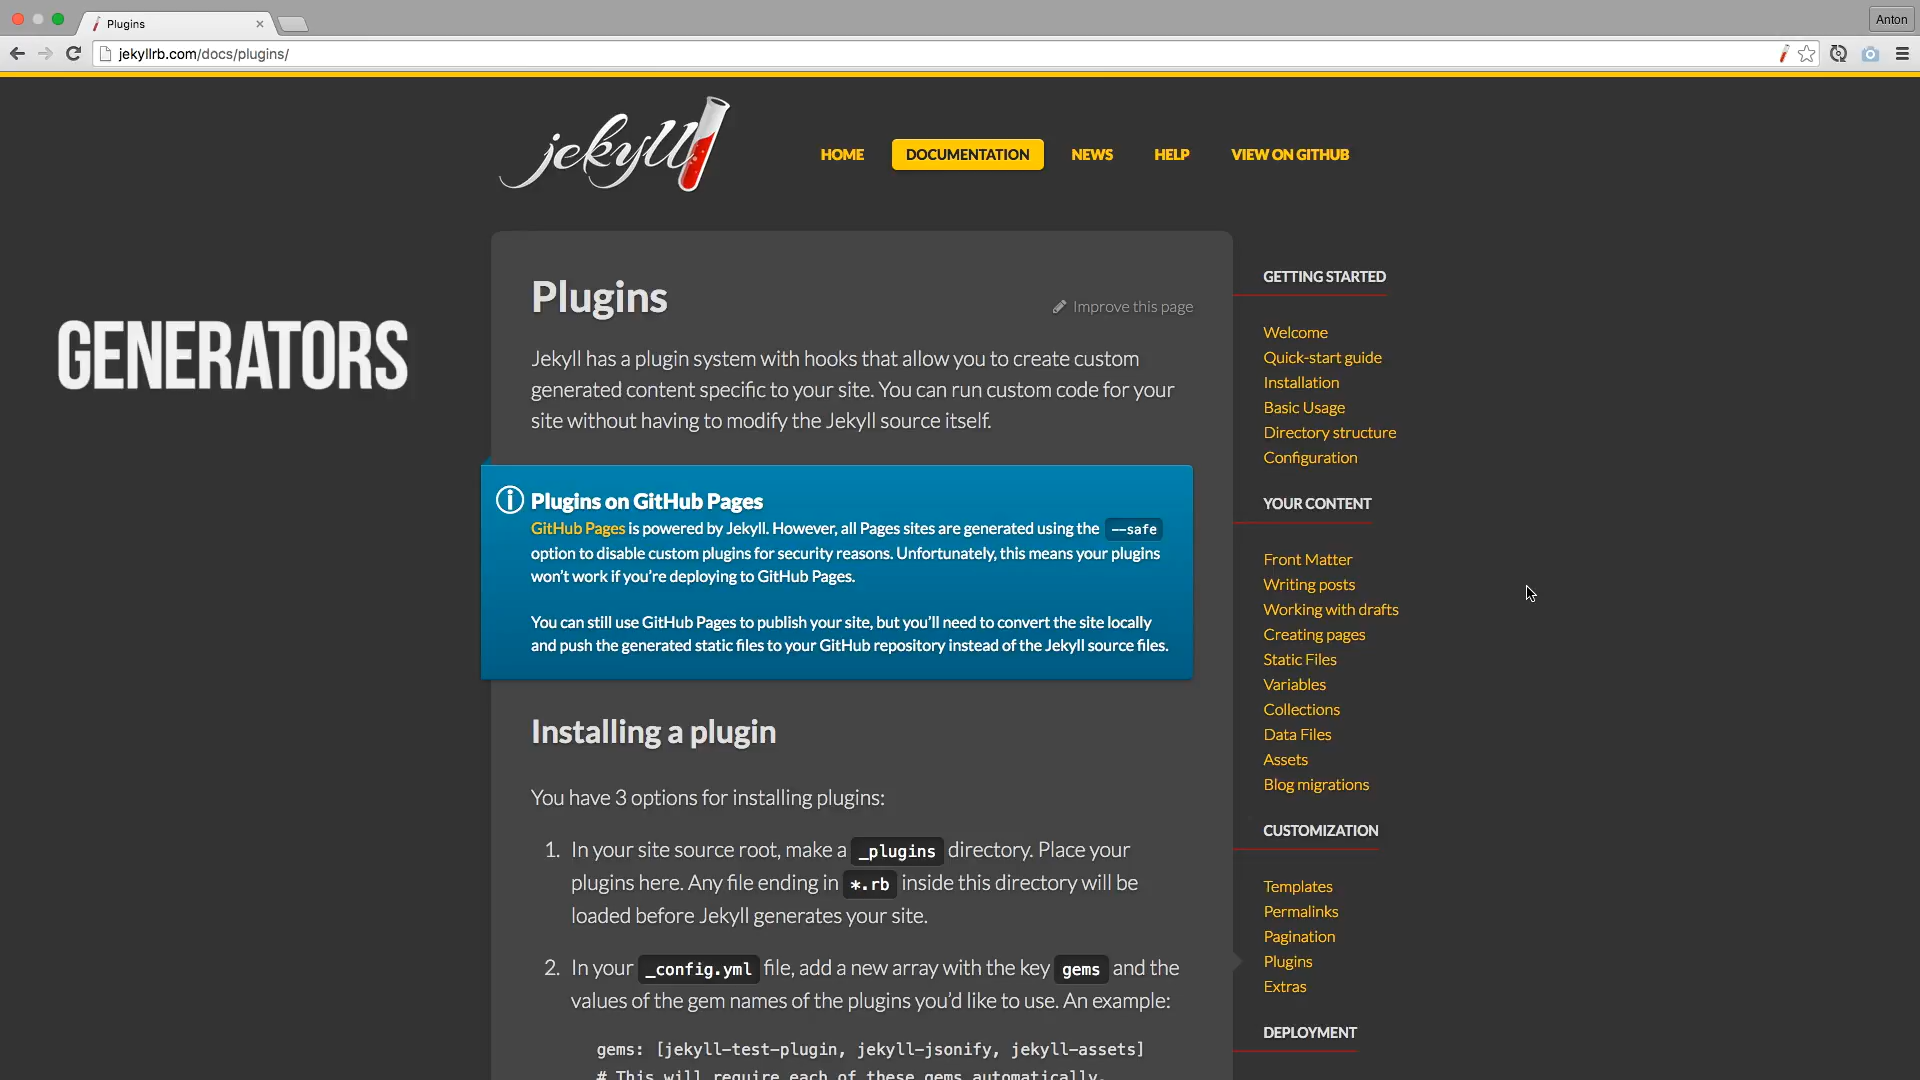 Plugins
Anton
jekyllrb.com/docs/plugins/
jekyll
HOME
DOCUMENTATION
NEWS
HELP
VIEW ON GITHUB
GENERATORS
Plugins
Improve this page
Jekyll has a plugin system with hooks that allow you to create custom
generated content specific to your site. You can run custom code for your
site without having to modify the Jekyll source itself.
Plugins on GitHub Pages
GitHub Pages is powered by Jekyll. However, all Pages sites are generated using the --safe
option to disable custom plugins for security reasons. Unfortunately, this means your plugins
won’t work if you’re deploying to GitHub Pages.
You can still use GitHub Pages to publish your site, but you’ll need to convert the site locally
and push the generated static files to your GitHub repository instead of the Jekyll source files.
Installing a plugin
You have 3 options for installing plugins:
1. In your site source root, make a _plugins directory. Place your
plugins here. Any file ending in *.rb inside this directory will be
loaded before Jekyll generates your site.
2. In your _config.yml file, add a new array with the key gems and the
values of the gem names of the plugins you’d like to use. An example:
gems: [jekyll-test-plugin, jekyll-jsonify, jekyll-assets]
# This will require each of these gems automatically.
GETTING STARTED
Welcome
Quick-start guide
Installation
Basic Usage
Directory structure
Configuration
YOUR CONTENT
Front Matter
Writing posts
Working with drafts
Creating pages
Static Files
Variables
Collections
Data Files
Assets
Blog migrations
CUSTOMIZATION
Templates
Permalinks
Pagination
Plugins
Extras
DEPLOYMENT